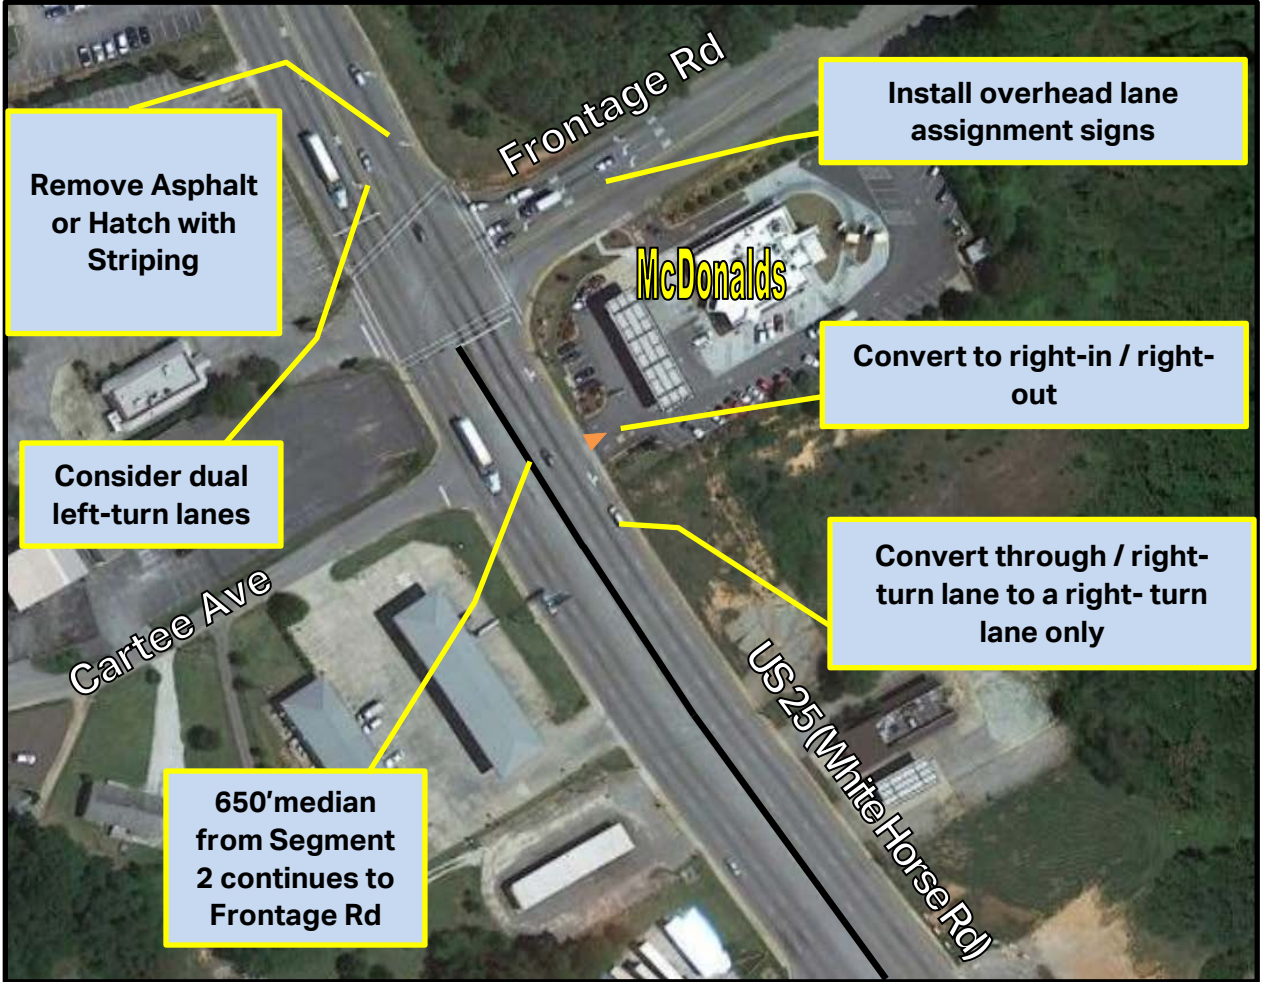 Frontage Rd
Install overhead lane
assignment signs
Remove Asphalt
or Hatch with
Striping
McDonalds
Convert to right-in / right-
out
Consider dual
left-turn lanes
Convert through / right-
turn lane to a right- turn
lane only
Cartee Ave
US 25 (White Horse Rd)
650'median
from Segment
2 continues to
Frontage Rd